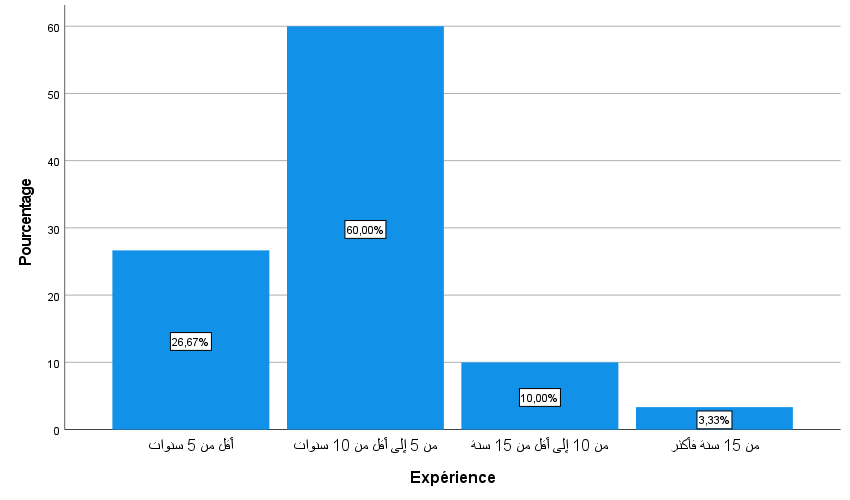 60
50
40
30
20
10
0
Pourcentage
26,67%
60,00%
10,00%
3,33%
أقل من 5 سنوات
من 5 إلى أقل من 10 سنوات
من 10 إلى أقل من 15 سنة
من 15 سنة فأكثر
Expérience